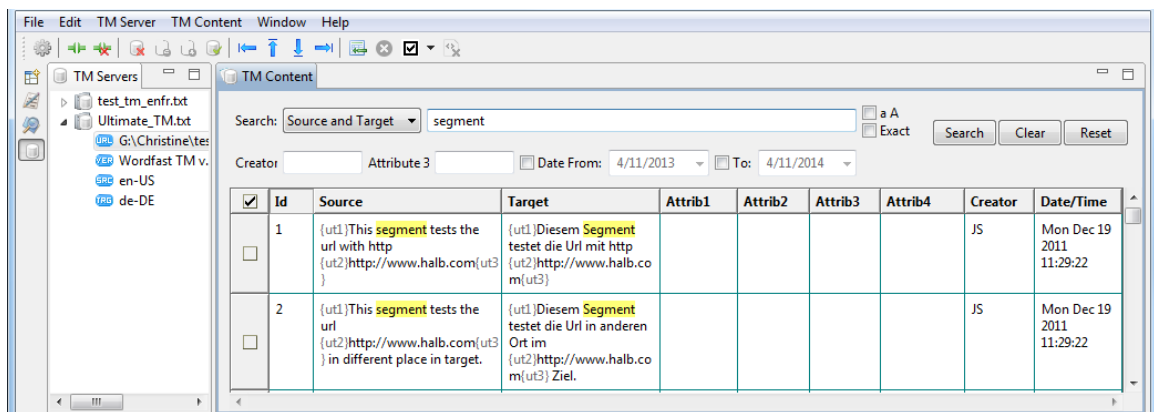 File Edit TM Server TM Content Window Help
TM Servers
TM Content
test_tm_enfr.txt
Ultimate_TM.txt
URL G:\Christine\tes
VER Wordfast TM v.
SRC en-US
TRG de-DE
Search: Source and Target segment
a A
Exact
Search Clear Reset
Creator Attribute 3 Date From: 4/11/2013 To: 4/11/2014
Id Source Target Attrib1 Attrib2 Attrib3 Attrib4 Creator Date/Time
1
{ut1}This segment tests the
url with http
{ut2}http://www.halb.com{ut3
}
{ut1}Diesem Segment
testet die Url mit http
{ut2}http://www.halb.co
m{ut3}
JS
Mon Dec 19
2011
11:29:22
2
{ut1}This segment tests the
url
{ut2}http://www.halb.com{ut3
} in different place in target.
{ut1}Diesem Segment
testet die Url in anderen
Ort im
{ut2}http://www.halb.co
m{ut3} Ziel.
JS
Mon Dec 19
2011
11:29:22